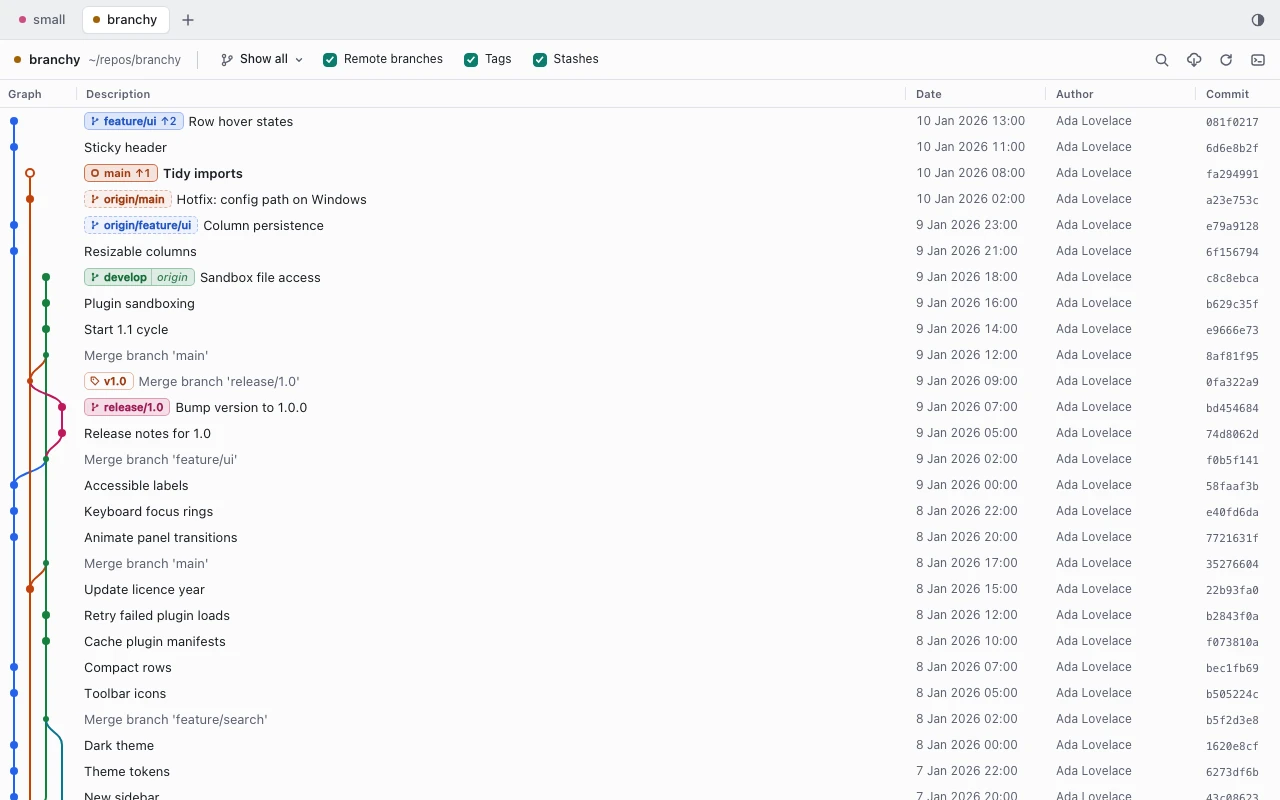 small branchy
branchy ~/repos/branchy Show all Remote branches Tags Stashes
Graph Description Date Author Commit
feature/ui ↑2 Row hover states 10 Jan 2026 13:00 Ada Lovelace 081f0217
Sticky header 10 Jan 2026 11:00 Ada Lovelace 6d6e8b2f
main ↑1 Tidy imports 10 Jan 2026 08:00 Ada Lovelace fa294991
origin/main Hotfix: config path on Windows 10 Jan 2026 02:00 Ada Lovelace a23e753c
origin/feature/ui Column persistence 9 Jan 2026 23:00 Ada Lovelace e79a9128
Resizable columns 9 Jan 2026 21:00 Ada Lovelace 6f156794
develop origin Sandbox file access 9 Jan 2026 18:00 Ada Lovelace c8c8ebca
Plugin sandboxing 9 Jan 2026 16:00 Ada Lovelace b629c35f
Start 1.1 cycle 9 Jan 2026 14:00 Ada Lovelace e9666e73
Merge branch 'main' 9 Jan 2026 12:00 Ada Lovelace 8af81f95
v1.0 Merge branch 'release/1.0' 9 Jan 2026 09:00 Ada Lovelace 0fa322a9
release/1.0 Bump version to 1.0.0 9 Jan 2026 07:00 Ada Lovelace bd454684
Release notes for 1.0 9 Jan 2026 05:00 Ada Lovelace 74d8062d
Merge branch 'feature/ui' 9 Jan 2026 02:00 Ada Lovelace f0b5f141
Accessible labels 9 Jan 2026 00:00 Ada Lovelace 58faaf3b
Keyboard focus rings 8 Jan 2026 22:00 Ada Lovelace e40fd6da
Animate panel transitions 8 Jan 2026 20:00 Ada Lovelace 7721631f
Merge branch 'main' 8 Jan 2026 17:00 Ada Lovelace 35276604
Update licence year 8 Jan 2026 15:00 Ada Lovelace 22b93fa0
Retry failed plugin loads 8 Jan 2026 12:00 Ada Lovelace b2843f0a
Cache plugin manifests 8 Jan 2026 10:00 Ada Lovelace f073810a
Compact rows 8 Jan 2026 07:00 Ada Lovelace bec1fb69
Toolbar icons 8 Jan 2026 05:00 Ada Lovelace b505224c
Merge branch 'feature/search' 8 Jan 2026 02:00 Ada Lovelace b5f2d3e8
Dark theme 8 Jan 2026 00:00 Ada Lovelace 1620e8cf
Theme tokens 7 Jan 2026 22:00 Ada Lovelace 6273df6b
New sidebar 7 Jan 2026 20:00 Ada Lovelace 43c08623